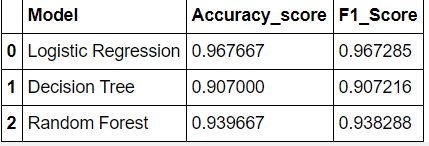 Model Accuracy_score F1_Score
0 Logistic Regression 0.967667 0.967285
1 Decision Tree 0.907000 0.907216
2 Random Forest 0.939667 0.938288